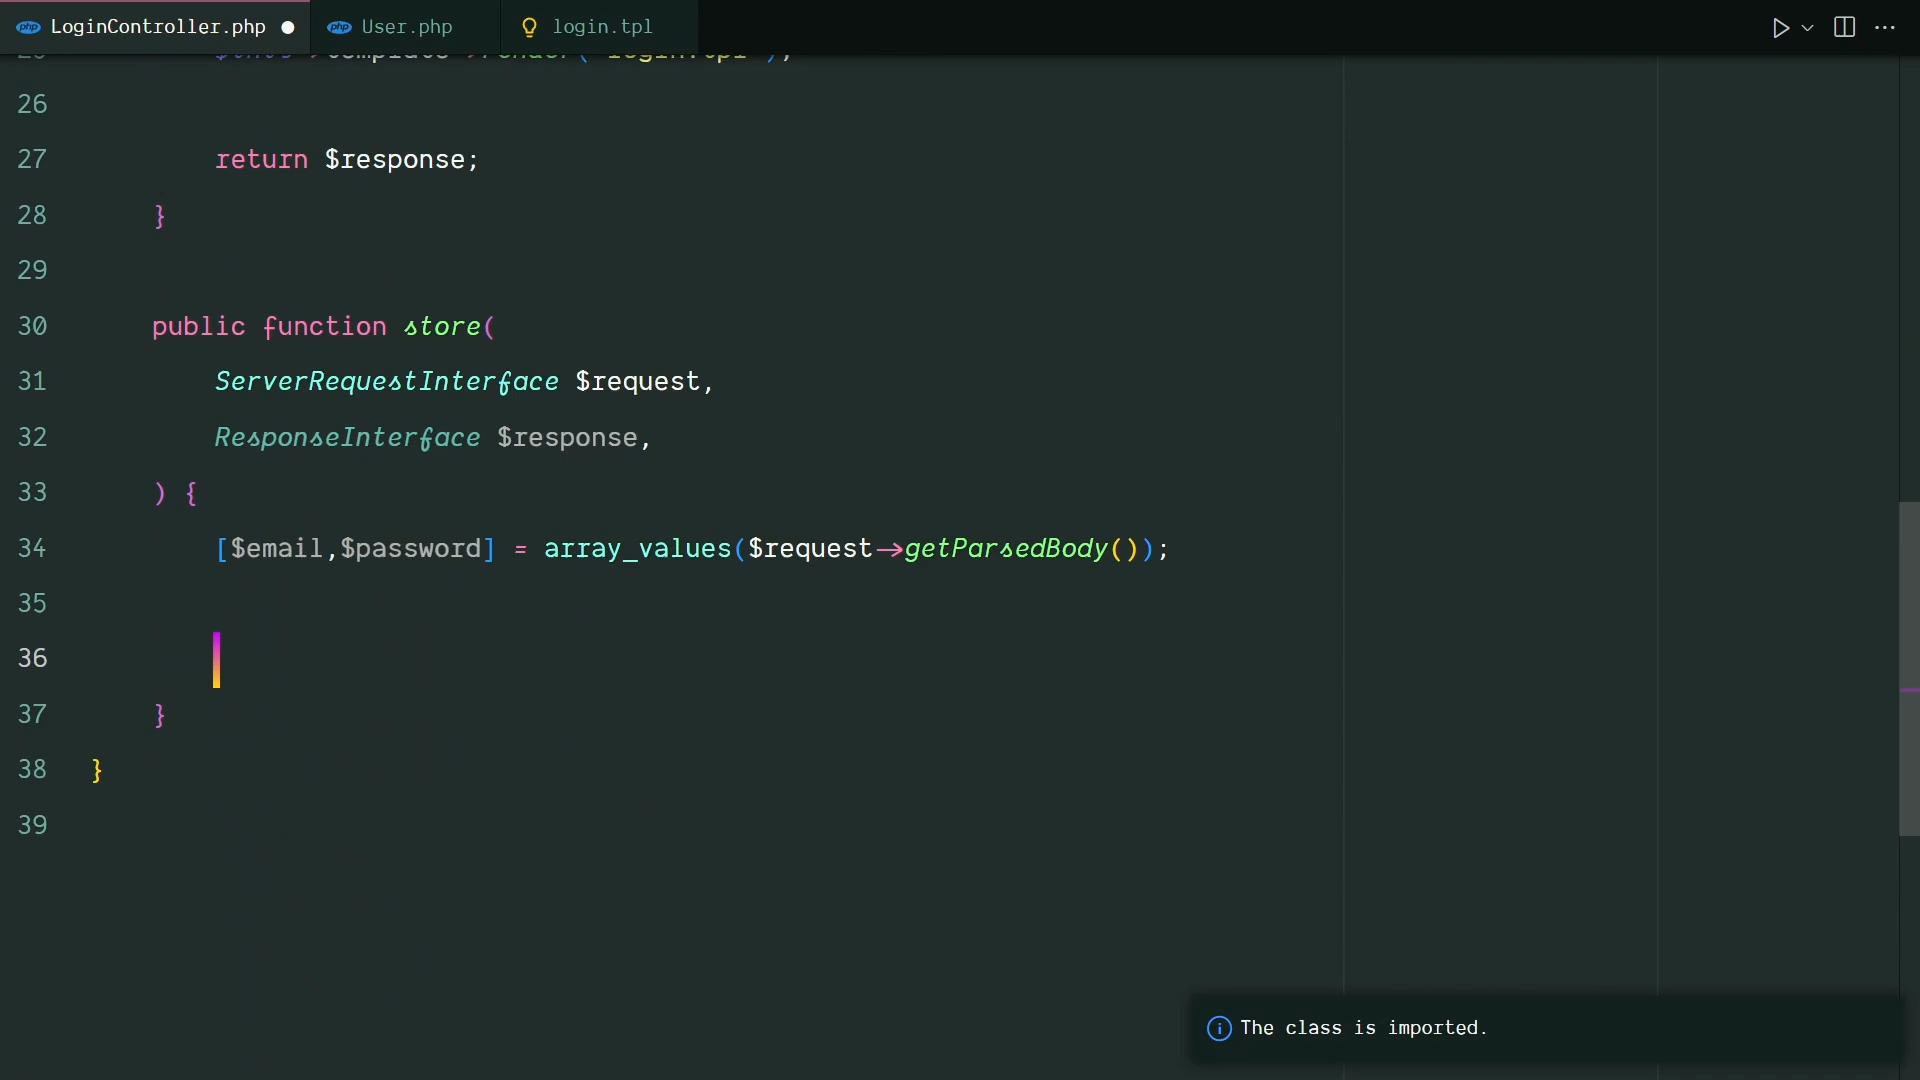 LoginController.php
User.php
login.tpl
26
27 return $response;
28 }
29
30 public function store(
31 ServerRequestInterface $request,
32 ResponseInterface $response,
33 ) {
34 [$email,$password] = array_values($request->getParsedBody());
35
36
37 }
38 }
39
The class is imported.